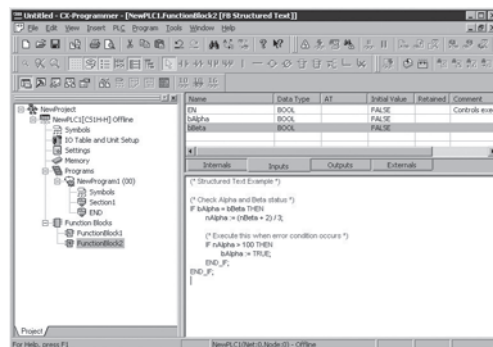 Untitled - CX-Programmer - [NewPLC1.FunctionBlock2 [FB Structured Text]]
File Edit View Insert PLC Program Tools Window Help
Name Data Type AT Initial Value Retained Comment
EN BOOL FALSE Controls exe
bAlpha BOOL FALSE
bBeta BOOL FALSE
Internals Inputs Outputs Externals
NewProject
NewPLC1[CS1H-H] Offline
Symbols
IO Table and Unit Setup
Settings
Memory
Programs
NewProgram1 (00)
Symbols
Section1
END
Function Blocks
FunctionBlock1
FunctionBlock2
Project
(* Structured Text Example *)
(* Check Alpha and Beta status *)
IF bAlpha = bBeta THEN
nAlpha := (nBeta + 2) / 3;
(* Execute this when error condition occurs *)
IF nAlpha > 100 THEN
bAlpha := TRUE;
END_IF;
END_IF;
For Help, press F1
NewPLC1(Net:0,Node:0) - Offline